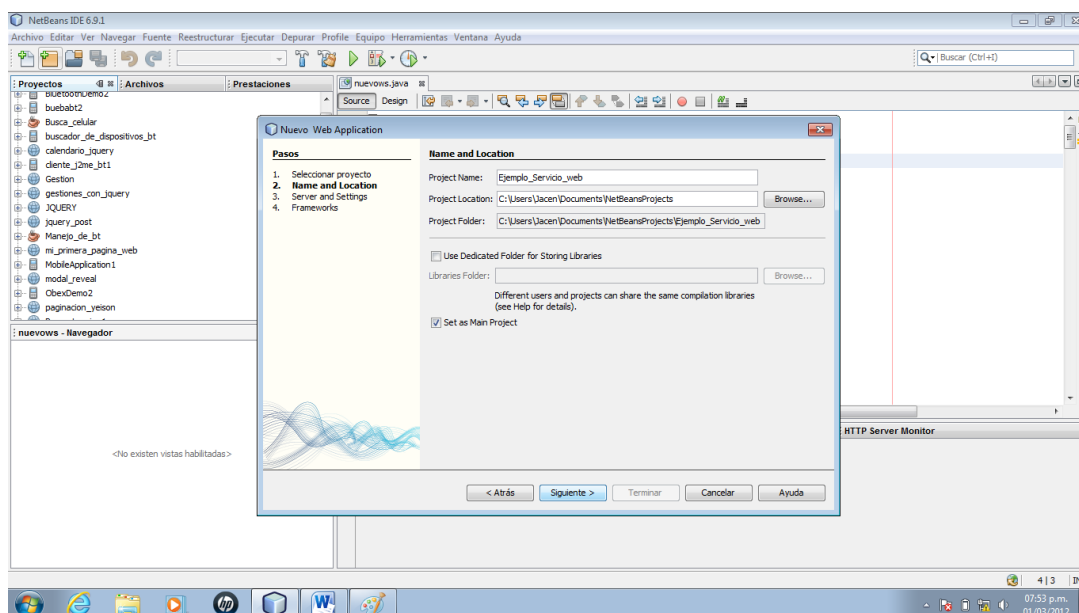 NetBeans IDE 6.9.1
Archivo Editar Ver Navegar Fuente Reestructurar Ejecutar Depurar Profile Equipo Herramientas Ventana Ayuda
Buscar (Ctrl+I)
Proyectos
Archivos
Prestaciones
nuevows.java
Source
Design
BluetoothDemo2
buebabt2
Busca_celular
buscador_de_dispositivos_bt
calendario_jquery
cliente_j2me_bt1
Gestion
gestiones_con_jquery
JQUERY
jquery_post
Manejo_de_bt
mi_primera_pagina_web
MobileApplication1
modal_reveal
ObexDemo2
paginacion_yeison
nuevows - Navegador
<No existen vistas habilitadas>
Nuevo Web Application
Pasos
1. Seleccionar proyecto
2. Name and Location
3. Server and Settings
4. Frameworks
Name and Location
Project Name: Ejemplo_Servicio_web
Project Location: C:\Users\Jacen\Documents\NetBeansProjects Browse...
Project Folder: C:\Users\Jacen\Documents\NetBeansProjects\Ejemplo_Servicio_web
Use Dedicated Folder for Storing Libraries
Libraries Folder: Browse...
Different users and projects can share the same compilation libraries
(see Help for details).
Set as Main Project
< Atrás Siguiente > Terminar Cancelar Ayuda
HTTP Server Monitor
4|3
07:53 p.m.
01/03/2012